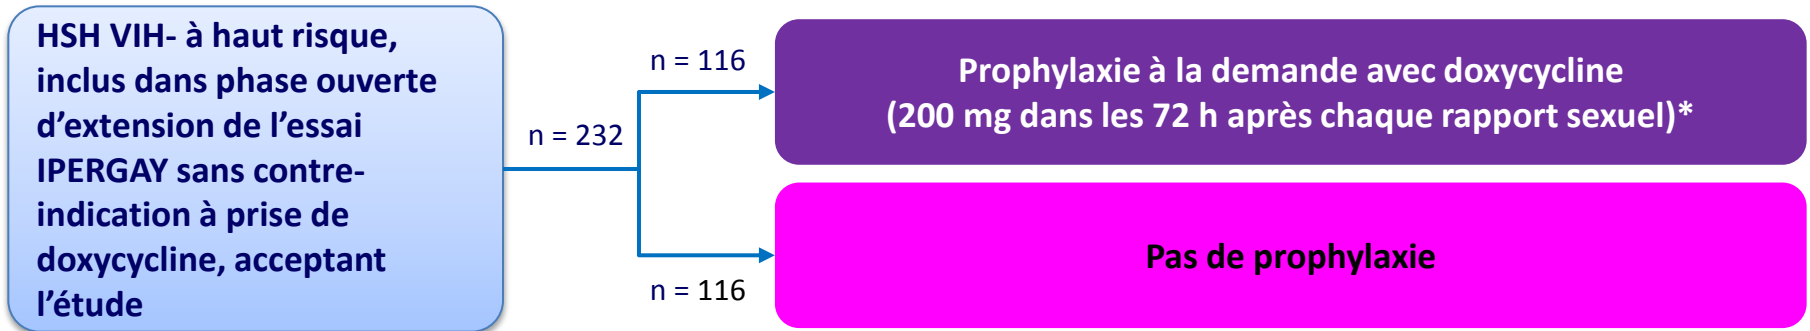 HSH VIH- à haut risque,
inclus dans phase ouverte
d’extension de l’essai
IPERGAY sans contre-
indication à prise de
doxycycline, acceptant
l’étude
n = 232
n = 116
Prophylaxie à la demande avec doxycycline
(200 mg dans les 72 h après chaque rapport sexuel)*
n = 116
Pas de prophylaxie